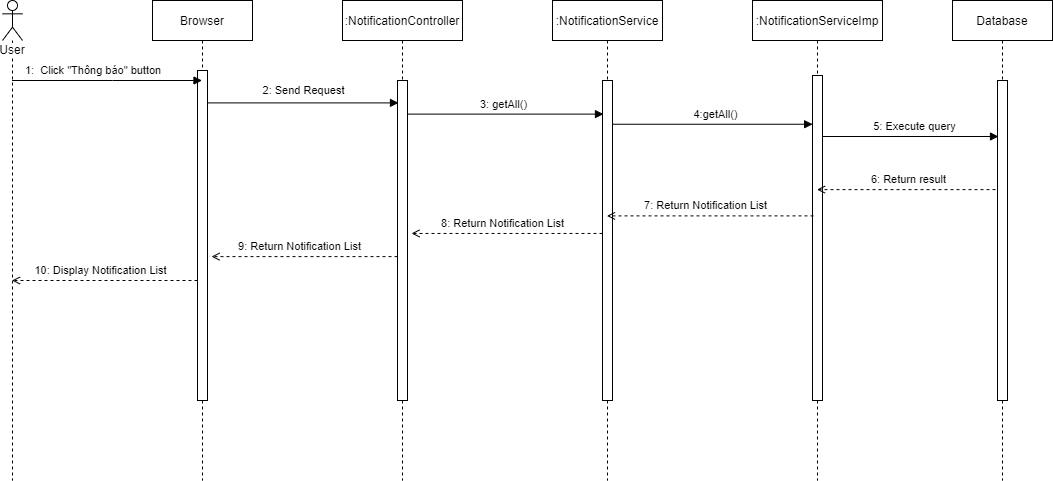 User
Browser
:NotificationController
:NotificationService
:NotificationServiceImp
Database
1:  Click "Thông báo" button
2: Send Request
3: getAll()
4:getAll()
5: Execute query
6: Return result
7: Return Notification List
8: Return Notification List
9: Return Notification List
10: Display Notification List